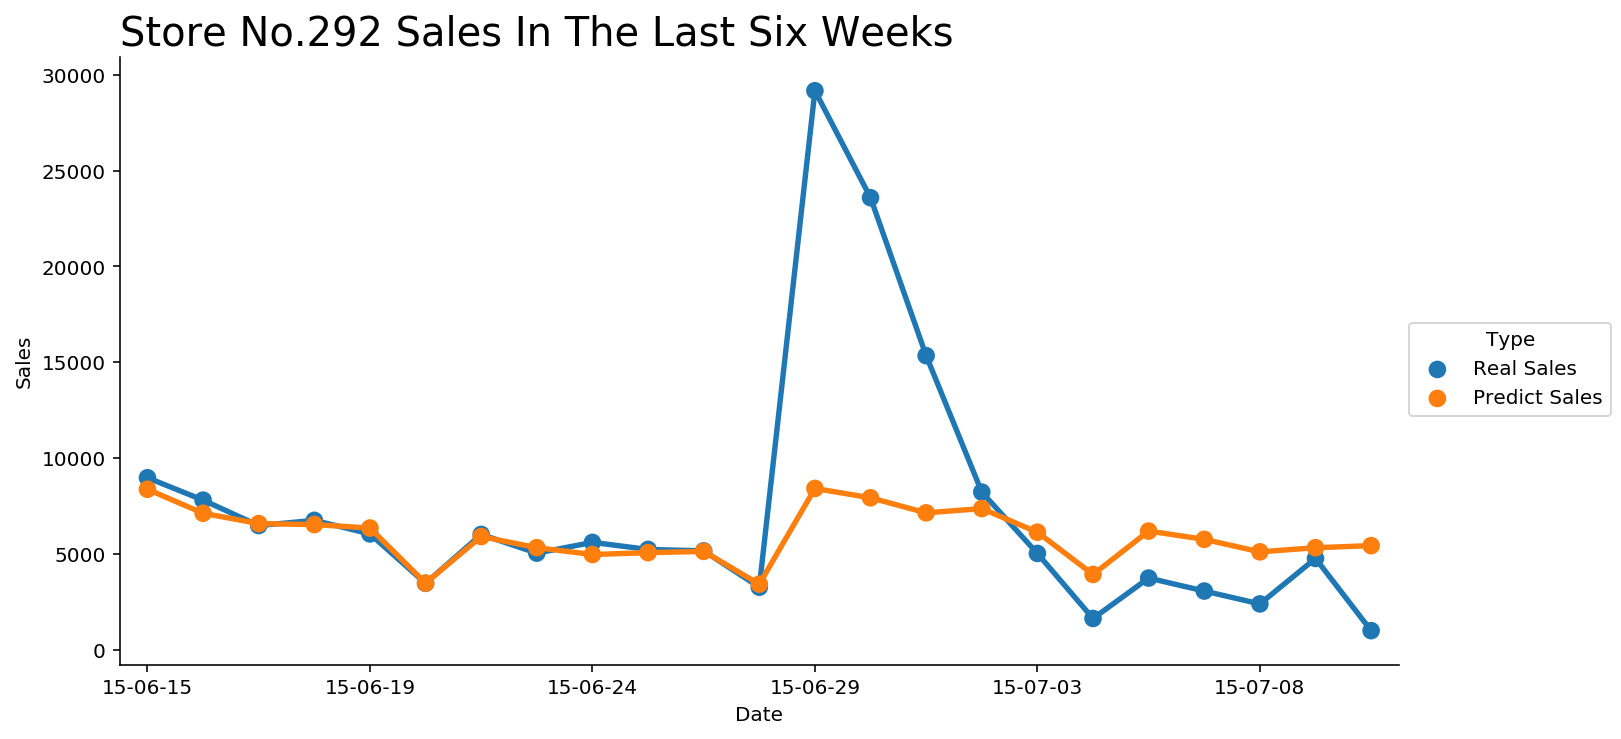 Store No.292 Sales In The Last Six Weeks
30000
25000
20000
15000
10000
5000
0
Sales
15-06-15 15-06-19 15-06-24 15-06-29 15-07-03 15-07-08
Date
Type
Real Sales
Predict Sales